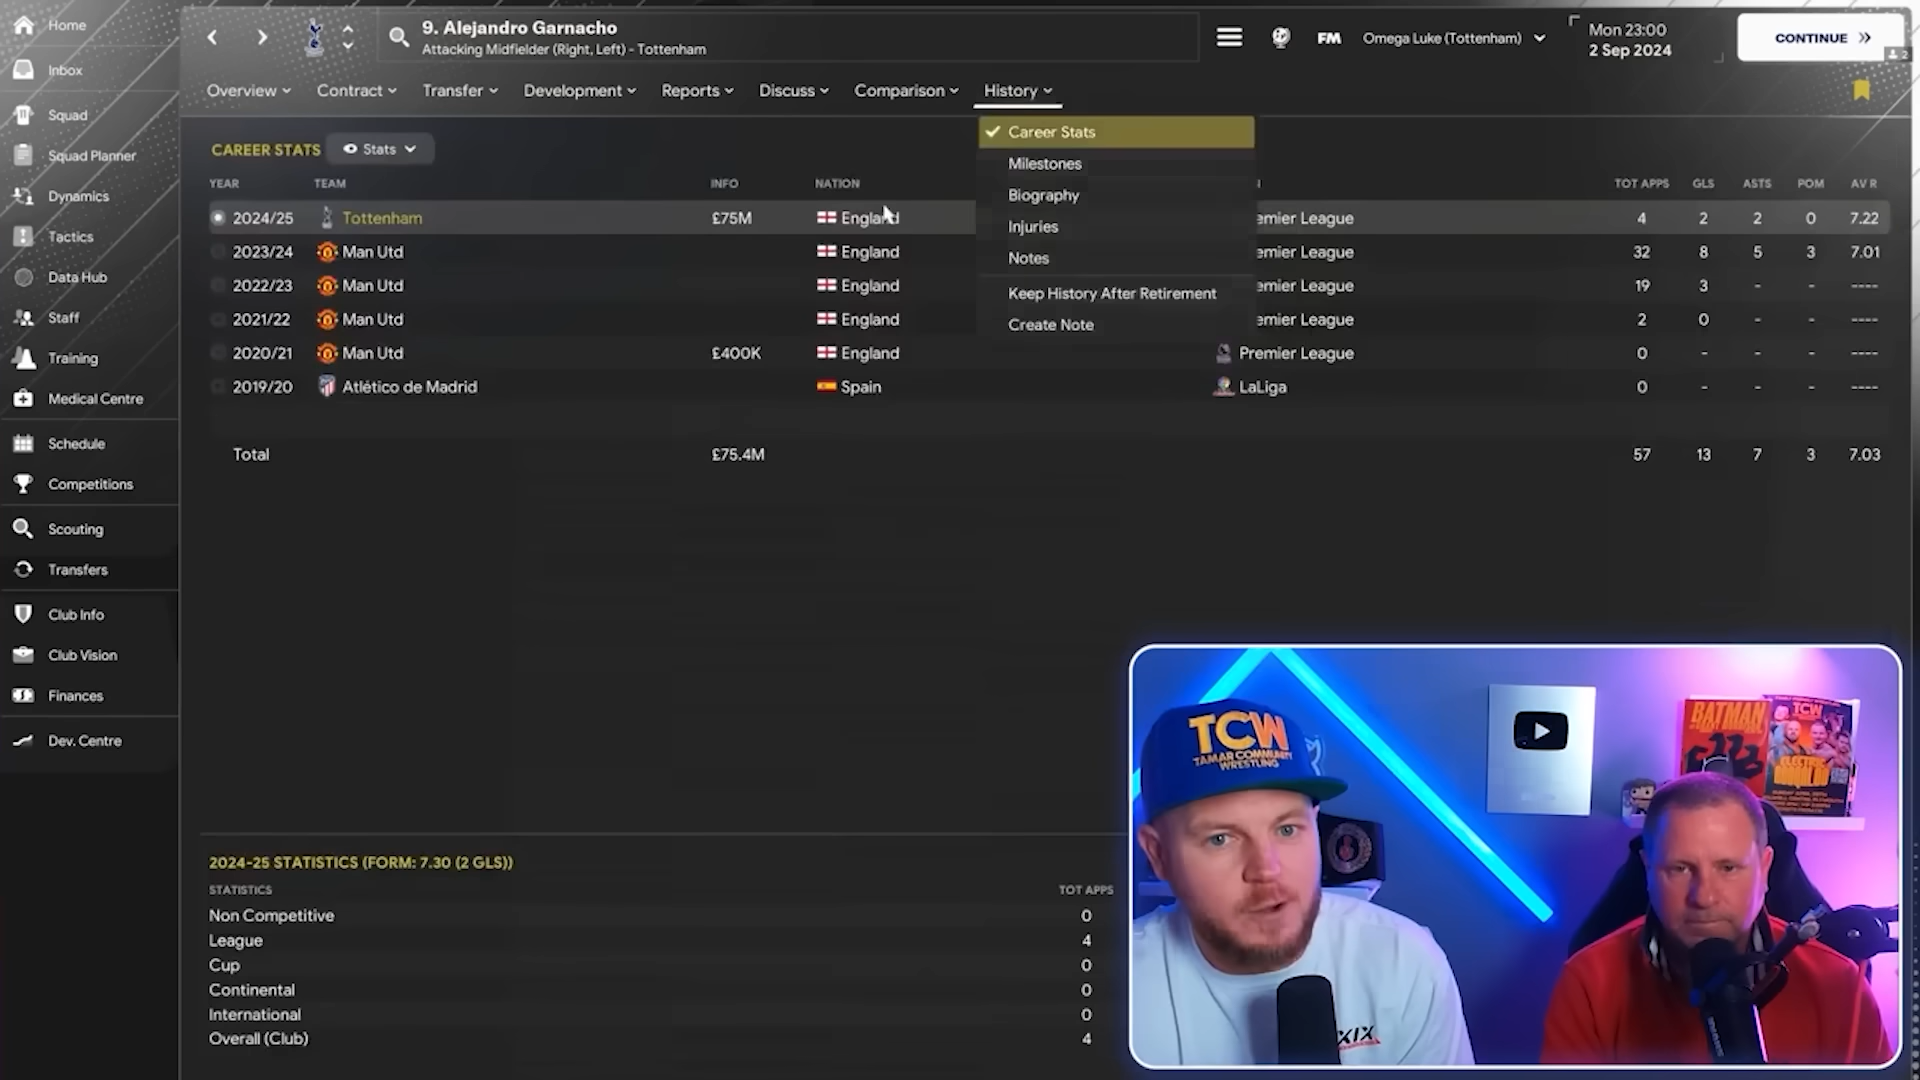 Home
Inbox
Squad
Squad Planner
Dynamics
Tactics
Data Hub
Staff
Training
Medical Centre
Schedule
Competitions
Scouting
Transfers
Club Info
Club Vision
Finances
Dev. Centre
9. Alejandro Garnacho
Attacking Midfielder (Right, Left) - Tottenham
FM
Omega Luke (Tottenham)
Mon 23:00
2 Sep 2024
CONTINUE
2
Overview Contract Transfer Development Reports Discuss Comparison History
CAREER STATS Stats
Career Stats
Milestones
Biography
Injuries
Notes
Keep History After Retirement
Create Note
YEAR TEAM INFO NATION TOT APPS GLS ASTS POM AV R
2024/25 Tottenham £75M England emier League 4 2 2 0 7.22
2023/24 Man Utd England emier League 32 8 5 3 7.01
2022/23 Man Utd England emier League 19 3 - - ----
2021/22 Man Utd England emier League 2 0 - - ----
2020/21 Man Utd £400K England Premier League 0 - - - ----
2019/20 Atlético de Madrid Spain LaLiga 0 - - - ----
Total £75.4M 57 13 7 3 7.03
2024-25 STATISTICS (FORM: 7.30 (2 GLS))
STATISTICS TOT APPS
Non Competitive 0
League 4
Cup 0
Continental 0
International 0
Overall (Club) 4
TCW
TAMAR COMMUNITY
WRESTLING
BATMAN
TCW
XIX